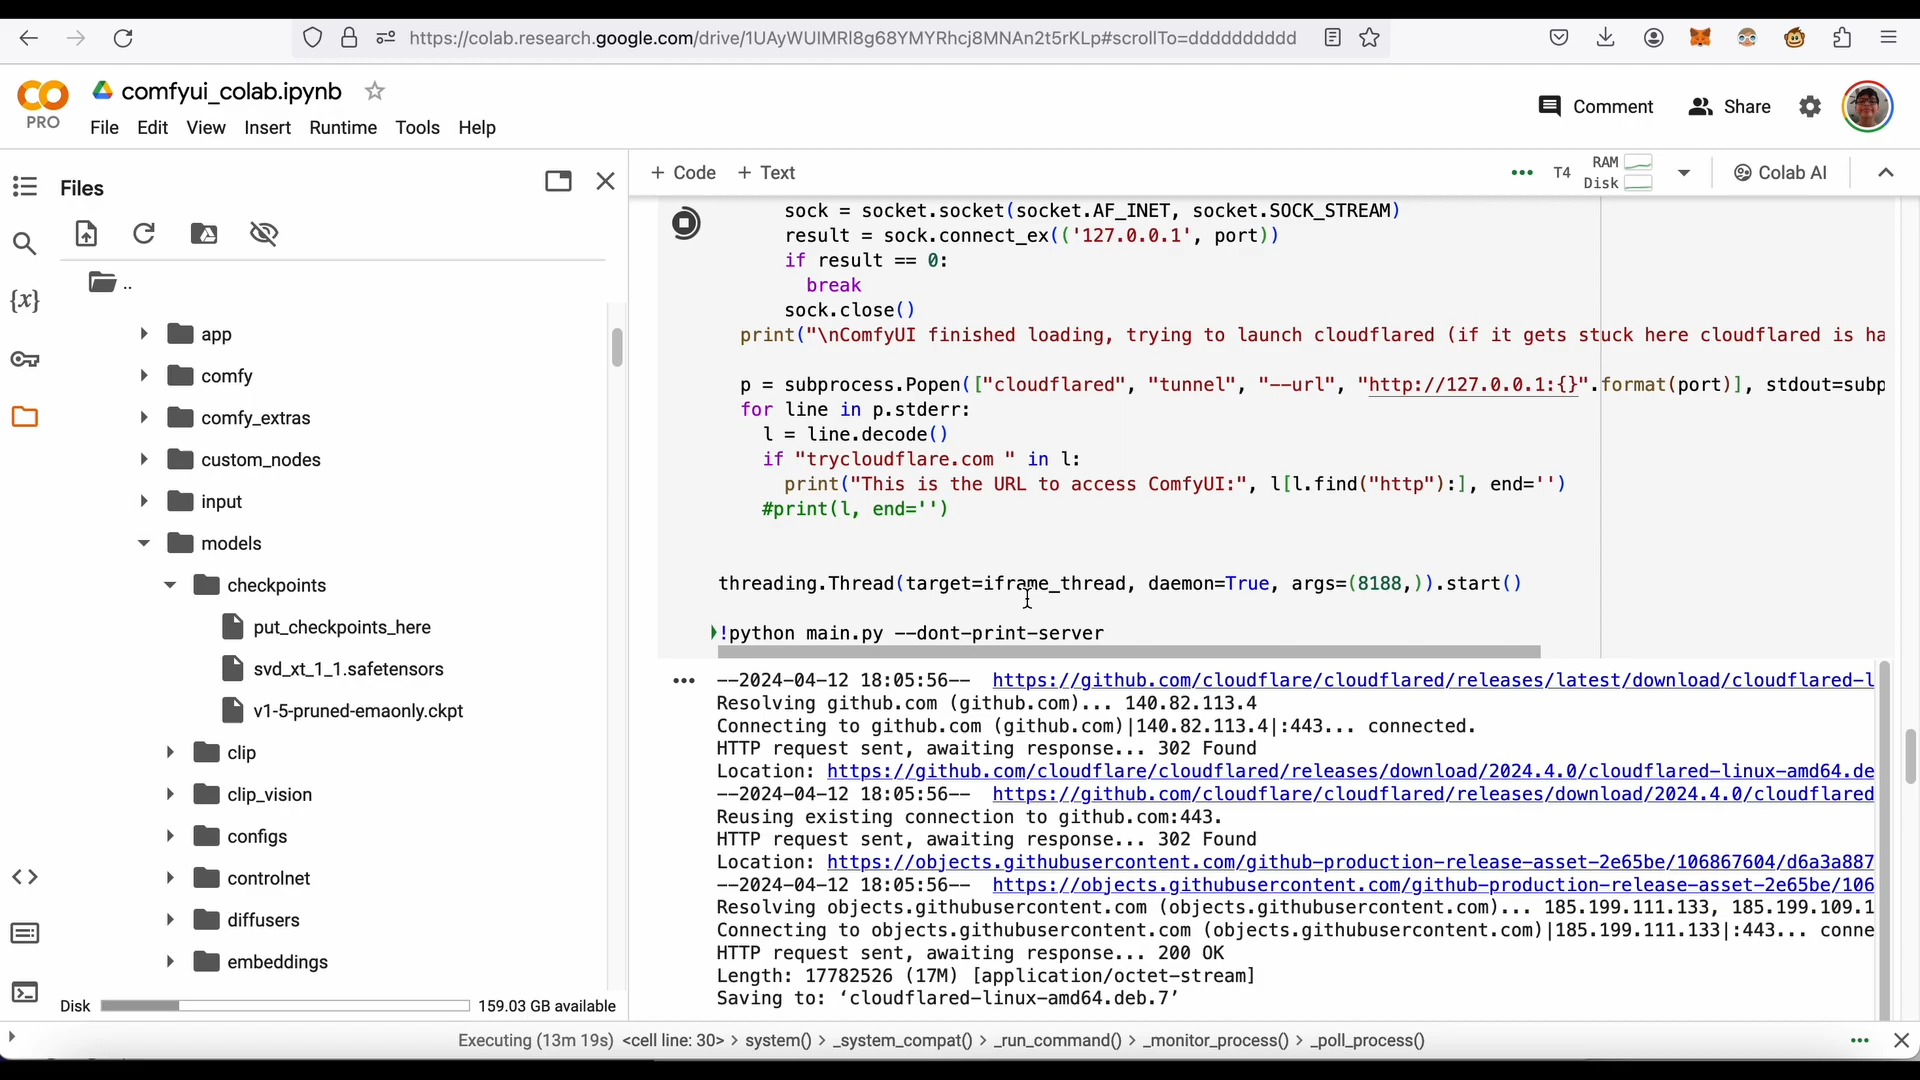 https://colab.research.google.com/drive/1UAyWUIMRl8g68YMYRhcj8MNAn2t5rKLp#scrollTo=dddddddddd
PRO
comfyui_colab.ipynb
File Edit View Insert Runtime Tools Help
Comment
Share
Files
+ Code + Text
T4
RAM
Disk
Colab AI
{x}
..
app
comfy
comfy_extras
custom_nodes
input
models
checkpoints
put_checkpoints_here
svd_xt_1_1.safetensors
v1-5-pruned-emaonly.ckpt
clip
clip_vision
configs
controlnet
diffusers
embeddings
Disk 159.03 GB available
sock = socket.socket(socket.AF_INET, socket.SOCK_STREAM)
result = sock.connect_ex(('127.0.0.1', port))
if result == 0:
break
sock.close()
print("\nComfyUI finished loading, trying to launch cloudflared (if it gets stuck here cloudflared is ha
p = subprocess.Popen(["cloudflared", "tunnel", "--url", "http://127.0.0.1:{}".format(port)], stdout=subp
for line in p.stderr:
l = line.decode()
if "trycloudflare.com " in l:
print("This is the URL to access ComfyUI:", l[l.find("http"):], end='')
#print(l, end='')
threading.Thread(target=iframe_thread, daemon=True, args=(8188,)).start()
!python main.py --dont-print-server
--2024-04-12 18:05:56-- https://github.com/cloudflare/cloudflared/releases/latest/download/cloudflared-l
Resolving github.com (github.com)... 140.82.113.4
Connecting to github.com (github.com)|140.82.113.4|:443... connected.
HTTP request sent, awaiting response... 302 Found
Location: https://github.com/cloudflare/cloudflared/releases/download/2024.4.0/cloudflared-linux-amd64.de
--2024-04-12 18:05:56-- https://github.com/cloudflare/cloudflared/releases/download/2024.4.0/cloudflared
Reusing existing connection to github.com:443.
HTTP request sent, awaiting response... 302 Found
Location: https://objects.githubusercontent.com/github-production-release-asset-2e65be/106867604/d6a3a887
--2024-04-12 18:05:56-- https://objects.githubusercontent.com/github-production-release-asset-2e65be/106
Resolving objects.githubusercontent.com (objects.githubusercontent.com)... 185.199.111.133, 185.199.109.1
Connecting to objects.githubusercontent.com (objects.githubusercontent.com)|185.199.111.133|:443... conne
HTTP request sent, awaiting response... 200 OK
Length: 17782526 (17M) [application/octet-stream]
Saving to: ‘cloudflared-linux-amd64.deb.7’
Executing (13m 19s) <cell line: 30> > system() > _system_compat() > _run_command() > _monitor_process() > _poll_process()